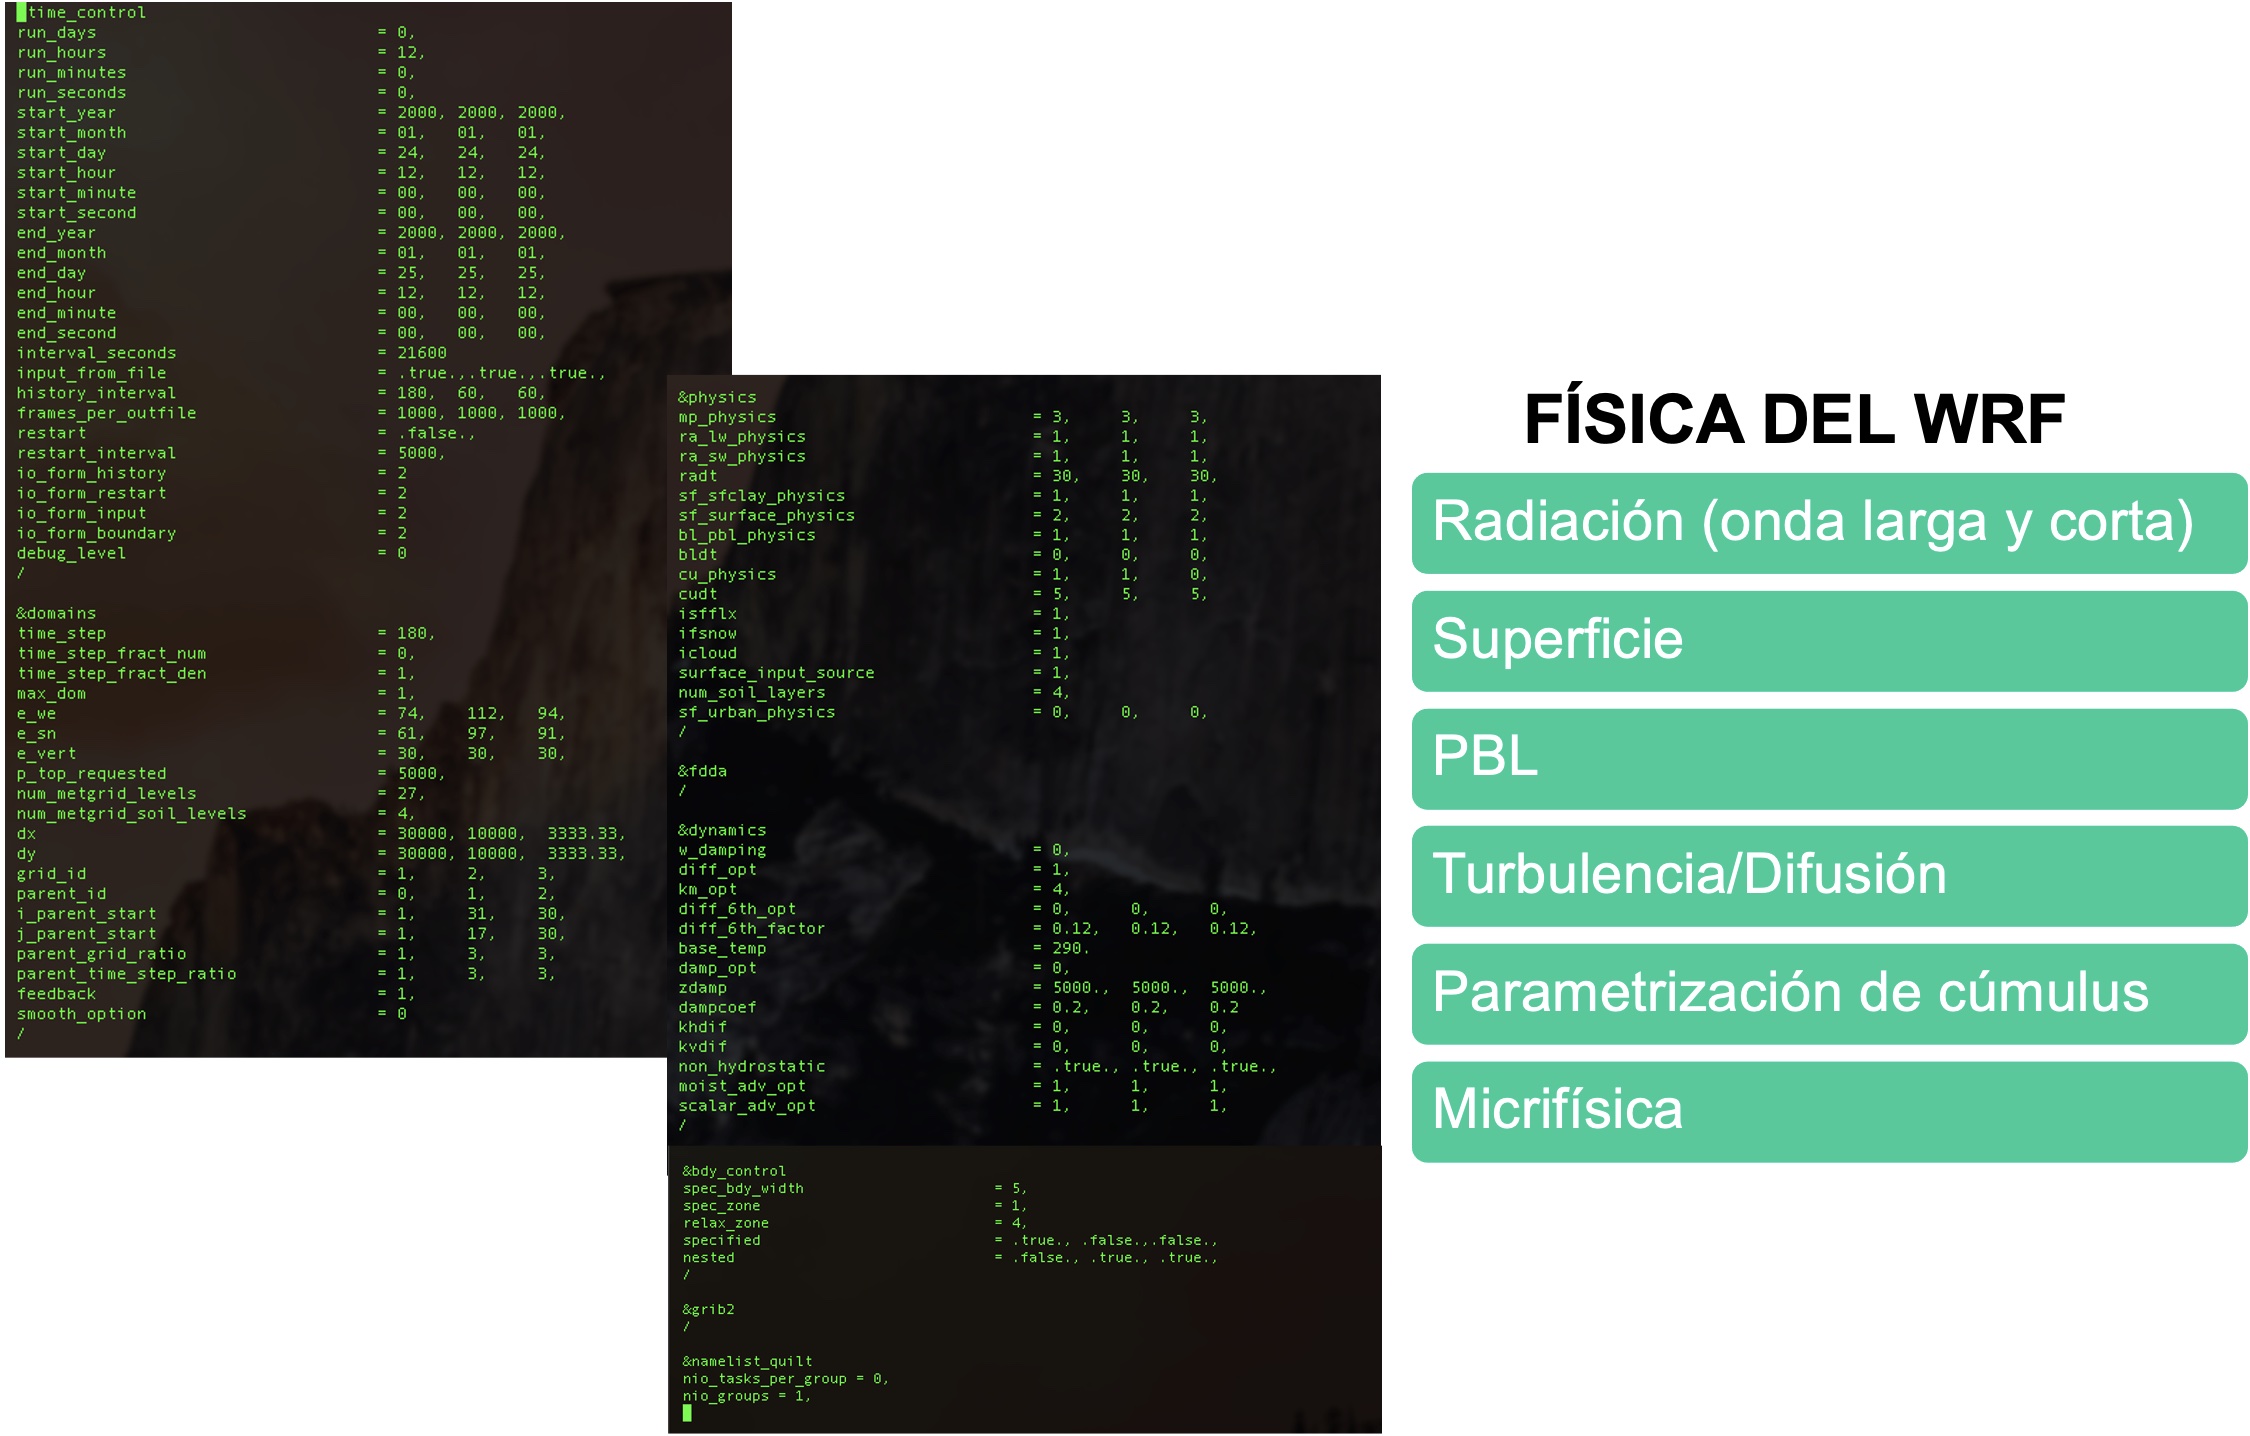 &time_control
run_days = 0,
run_hours = 12,
run_minutes = 0,
run_seconds = 0,
start_year = 2000, 2000, 2000,
start_month = 01, 01, 01,
start_day = 24, 24, 24,
start_hour = 12, 12, 12,
start_minute = 00, 00, 00,
start_second = 00, 00, 00,
end_year = 2000, 2000, 2000,
end_month = 01, 01, 01,
end_day = 25, 25, 25,
end_hour = 12, 12, 12,
end_minute = 00, 00, 00,
end_second = 00, 00, 00,
interval_seconds = 21600
input_from_file = .true.,.true.,.true.,
history_interval = 180, 60, 60,
frames_per_outfile = 1000, 1000, 1000,
restart = .false.,
restart_interval = 5000,
io_form_history = 2
io_form_restart = 2
io_form_input = 2
io_form_boundary = 2
debug_level = 0
/
&domains
time_step = 180,
time_step_fract_num = 0,
time_step_fract_den = 1,
max_dom = 1,
e_we = 74, 112, 94,
e_sn = 61, 97, 91,
e_vert = 30, 30, 30,
p_top_requested = 5000,
num_metgrid_levels = 27,
num_metgrid_soil_levels = 4,
dx = 30000, 10000, 3333.33,
dy = 30000, 10000, 3333.33,
grid_id = 1, 2, 3,
parent_id = 0, 1, 2,
i_parent_start = 1, 31, 30,
j_parent_start = 1, 17, 30,
parent_grid_ratio = 1, 3, 3,
parent_time_step_ratio = 1, 3, 3,
feedback = 1,
smooth_option = 0
/
&physics
mp_physics = 3, 3, 3,
ra_lw_physics = 1, 1, 1,
ra_sw_physics = 1, 1, 1,
radt = 30, 30, 30,
sf_sfclay_physics = 1, 1, 1,
sf_surface_physics = 2, 2, 2,
bl_pbl_physics = 1, 1, 1,
bldt = 0, 0, 0,
cu_physics = 1, 1, 0,
cudt = 5, 5, 5,
isfflx = 1,
ifsnow = 1,
icloud = 1,
surface_input_source = 1,
num_soil_layers = 4,
sf_urban_physics = 0, 0, 0,
/
&fdda
/
&dynamics
w_damping = 0,
diff_opt = 1,
km_opt = 4,
diff_6th_opt = 0, 0, 0,
diff_6th_factor = 0.12, 0.12, 0.12,
base_temp = 290.
damp_opt = 0,
zdamp = 5000., 5000., 5000.,
dampcoef = 0.2, 0.2, 0.2
khdif = 0, 0, 0,
kvdif = 0, 0, 0,
non_hydrostatic = .true., .true., .true.,
moist_adv_opt = 1, 1, 1,
scalar_adv_opt = 1, 1, 1,
/
&bdy_control
spec_bdy_width = 5,
spec_zone = 1,
relax_zone = 4,
specified = .true., .false.,.false.,
nested = .false., .true., .true.,
/
&grib2
/
&namelist_quilt
nio_tasks_per_group = 0,
nio_groups = 1,
FÍSICA DEL WRF
Radiación (onda larga y corta)
Superficie
PBL
Turbulencia/Difusión
Parametrización de cúmulus
Micrifísica